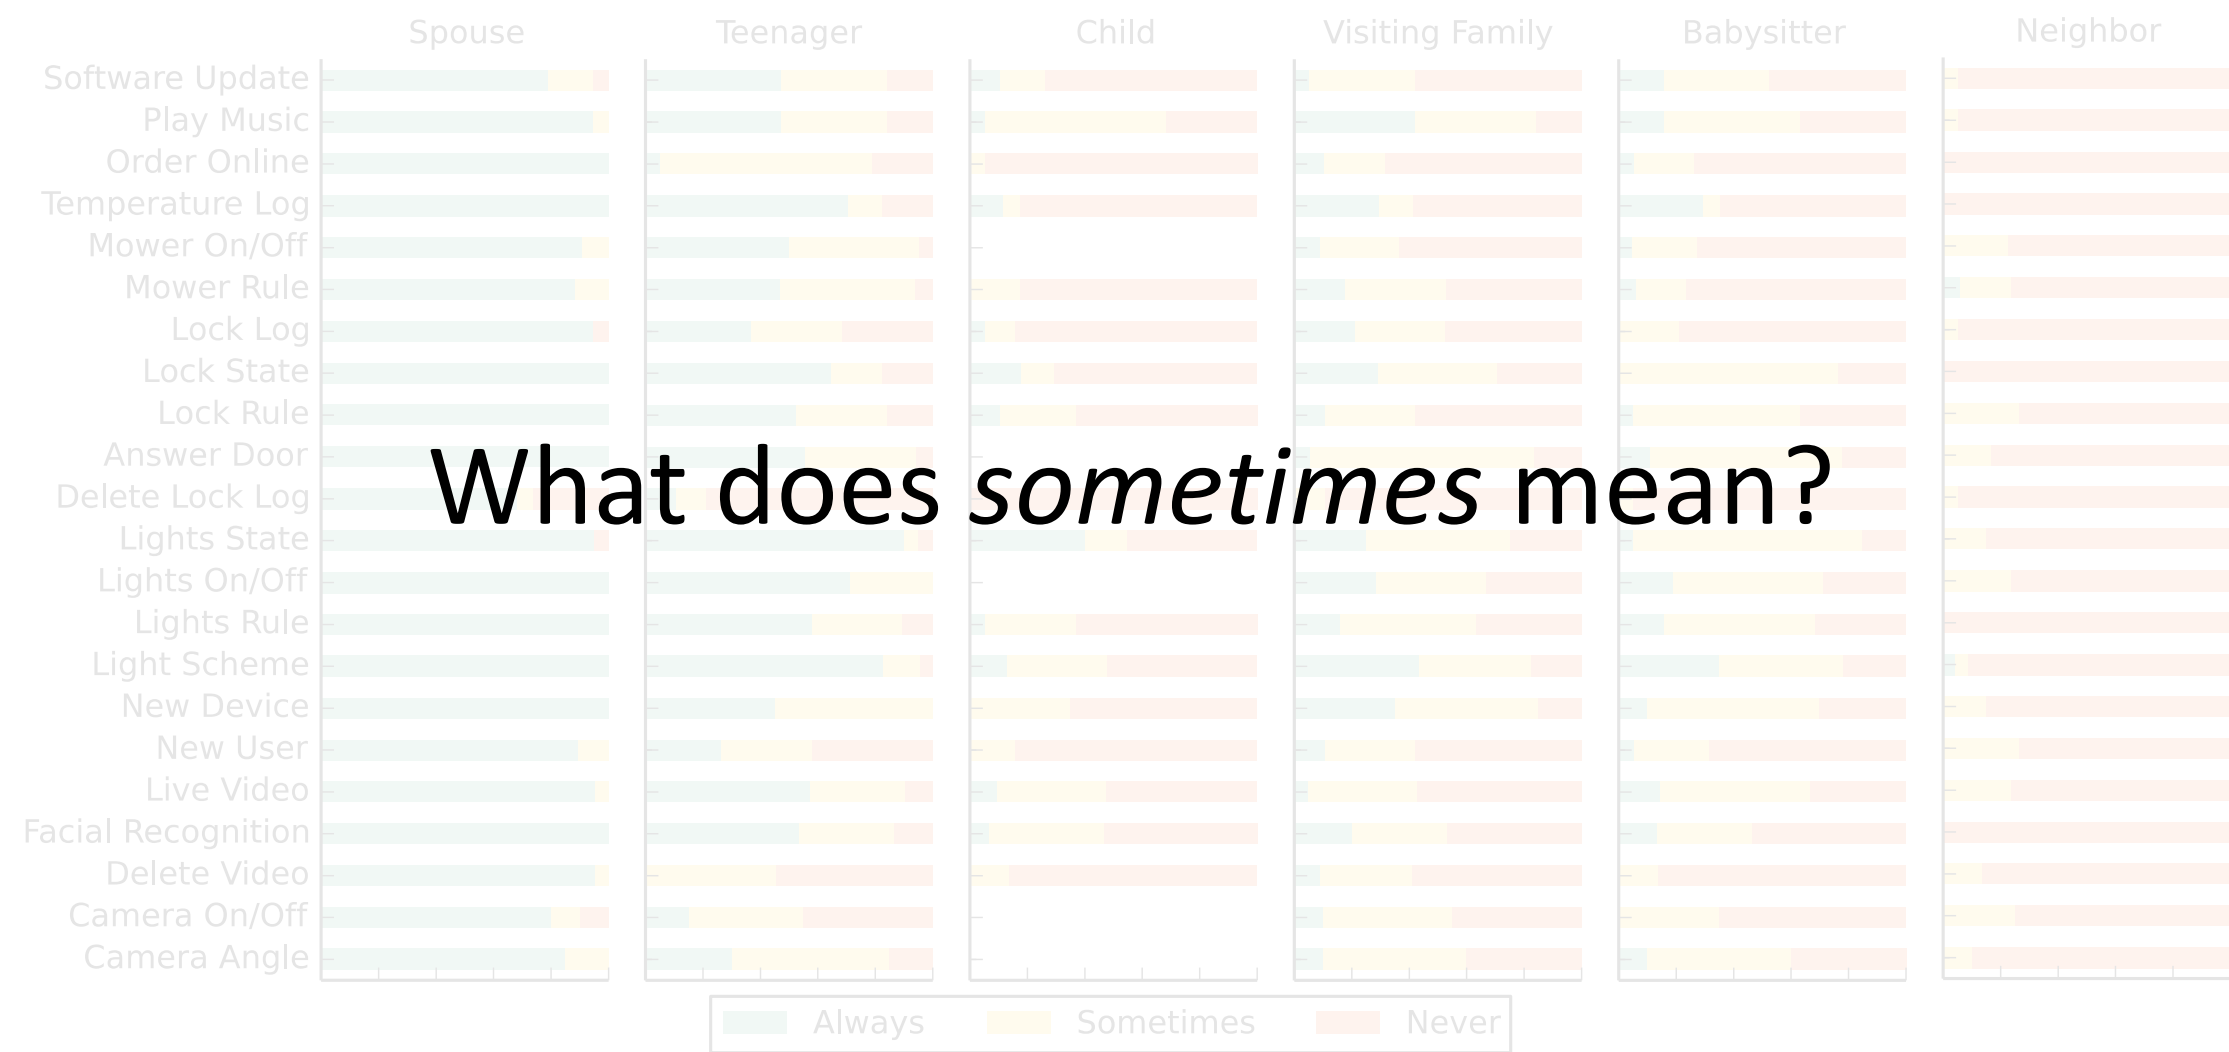 Spouse Teenager Child Visiting Family Babysitter Neighbor
Software Update
Play Music
Order Online
Temperature Log
Mower On/Off
Mower Rule
Lock Log
Lock State
Lock Rule
Answer Door
What does sometimes mean?
Delete Lock Log
Lights State
Lights On/Off
Lights Rule
Light Scheme
New Device
New User
Live Video
Facial Recognition
Delete Video
Camera On/Off
Camera Angle
Always Sometimes Never